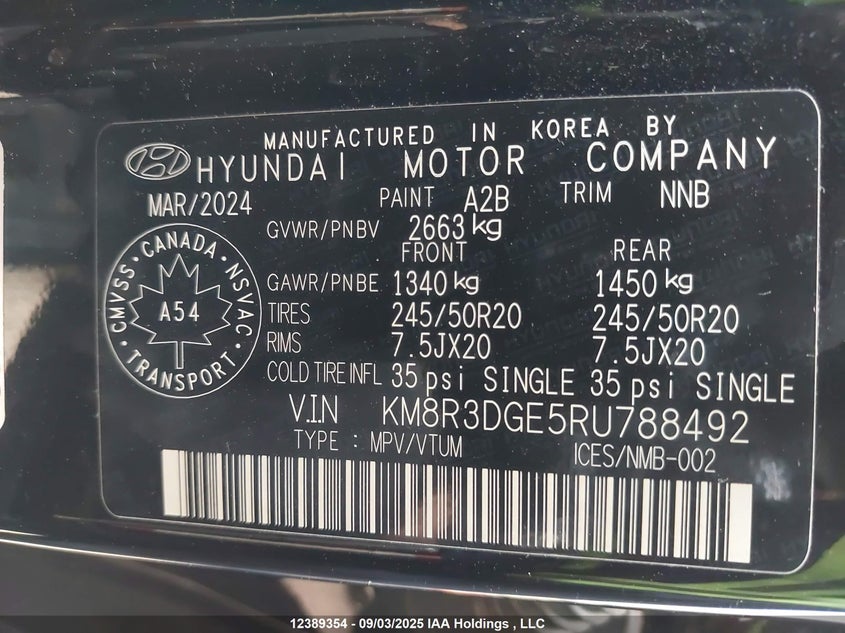 MANUFACTURED IN KOREA BY
HYUNDAI MOTOR COMPANY
MAR/2024 PAINT A2B TRIM NNB
GVWR/PNBV 2663 kg
FRONT REAR
GAWR/PNBE 1340 kg 1450 kg
TIRES 245/50R20 245/50R20
RIMS 7.5JX20 7.5JX20
COLD TIRE INFL 35 psi SINGLE 35 psi SINGLE
CMVSS · CANADA · NSVAC
A54
· TRANSPORT ·
V.I.N KM8R3DGE5RU788492
TYPE : MPV/VTUM ICES/NMB-002
12389354 - 09/03/2025 IAA Holdings , LLC